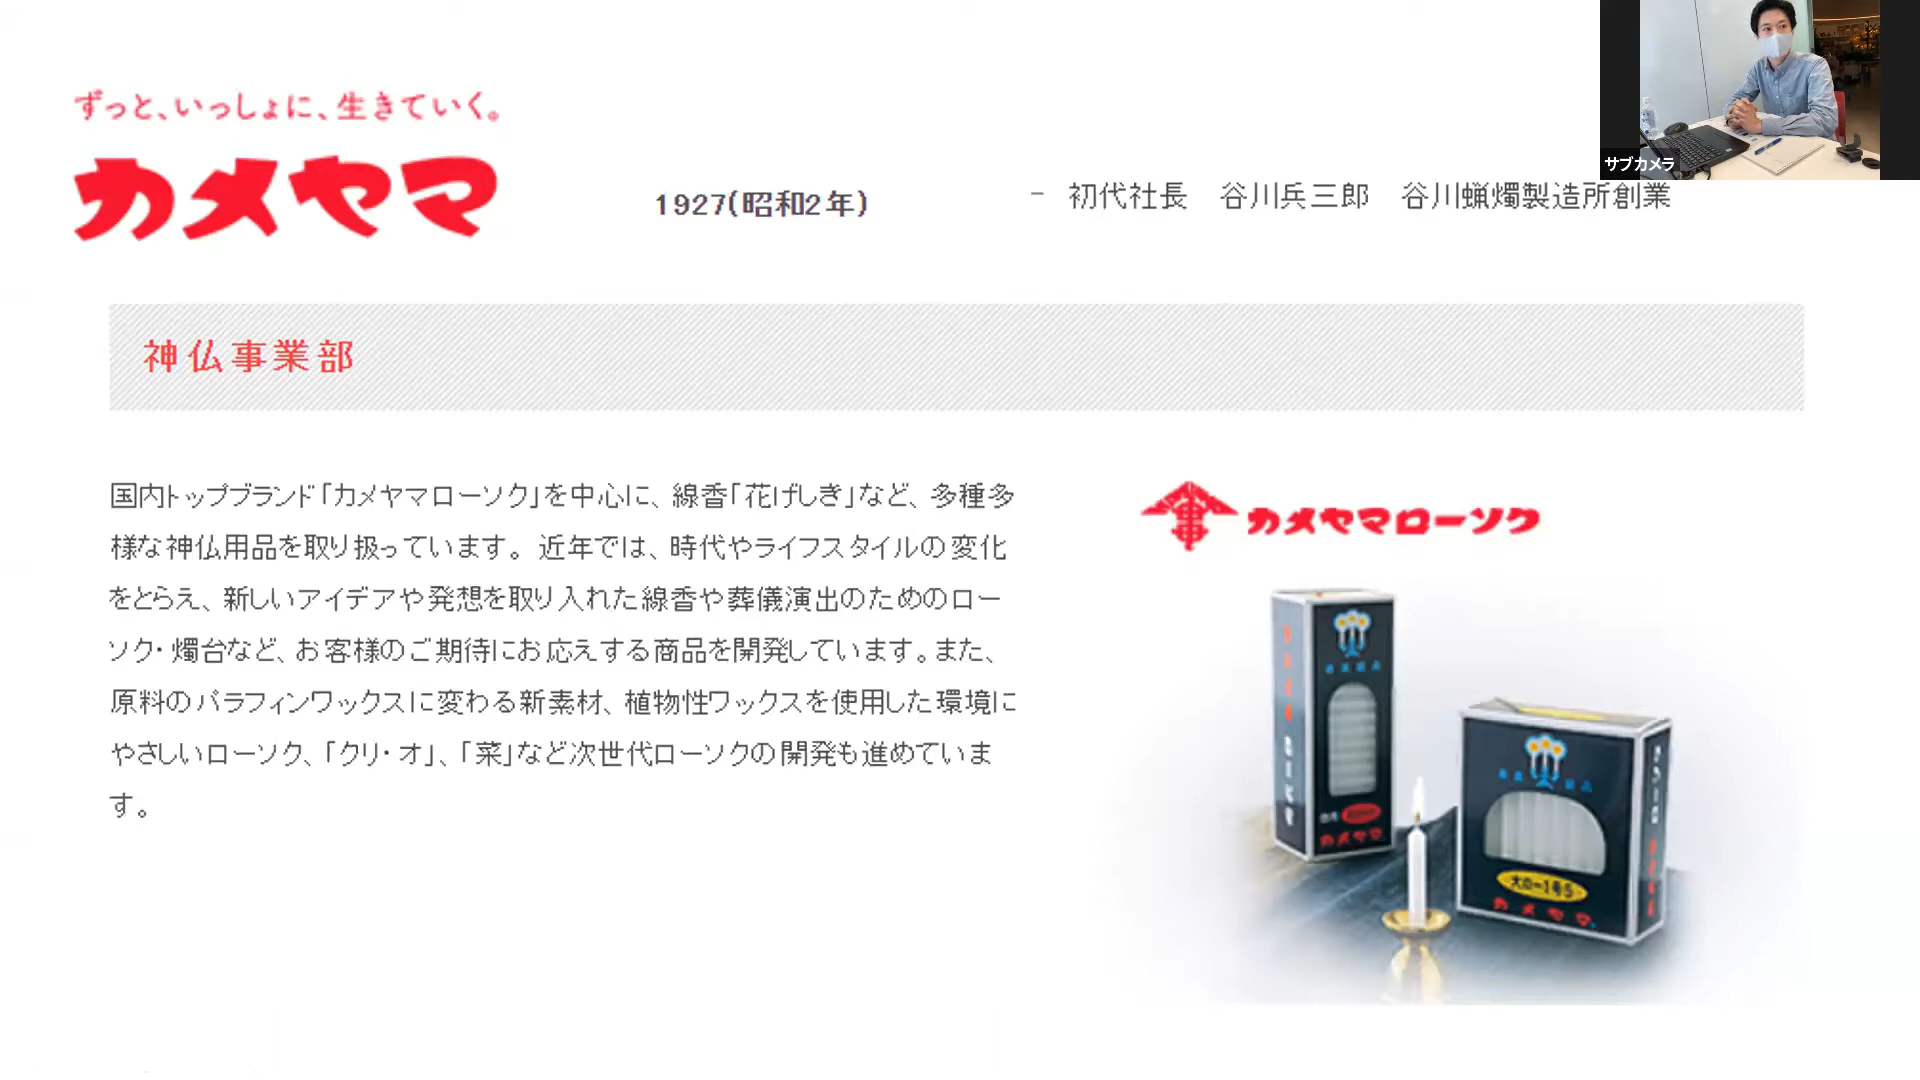 ずっと、いっしょに、生きていく。
カメヤマ
1927(昭和2年)
- 初代社長 谷川兵三郎 谷川蝋燭製造所創業
サブカメラ
神仏事業部
国内トップブランド「カメヤマローソク」を中心に、線香「花げしき」など、多種多
様な神仏用品を取り扱っています。 近年では、時代やライフスタイルの変化
をとらえ、新しいアイデアや発想を取り入れた線香や葬儀演出のためのロー
ソク・燭台など、お客様のご期待にお応えする商品を開発しています。また、
原料のパラフィンワックスに変わる新素材、植物性ワックスを使用した環境に
やさしいローソク、「クリ・オ」、「菜」など次世代ローソクの開発も進めていま
す。
カメヤマローソク
カメヤマ
大ロー1号5
カメヤマ